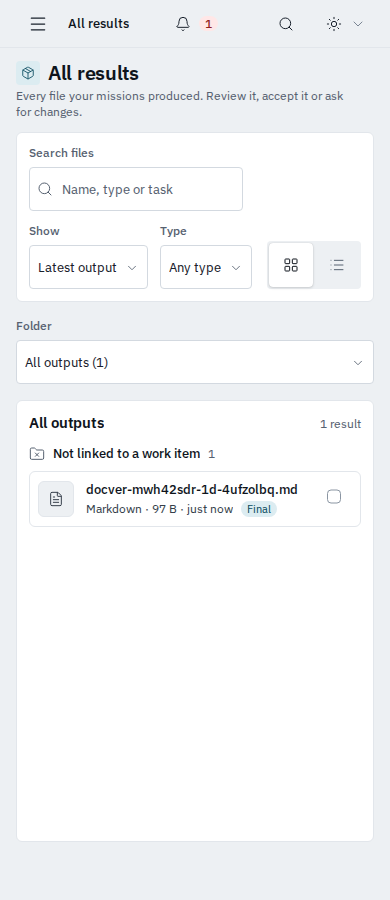 All results
1
All results
Every file your missions produced. Review it, accept it or ask
for changes.
Search files
Name, type or task
Show
Type
Latest output
Any type
Folder
All outputs (1)
All outputs
1 result
Not linked to a work item 1
docver-mwh42sdr-1d-4ufzolbq.md
Markdown · 97 B · just now Final